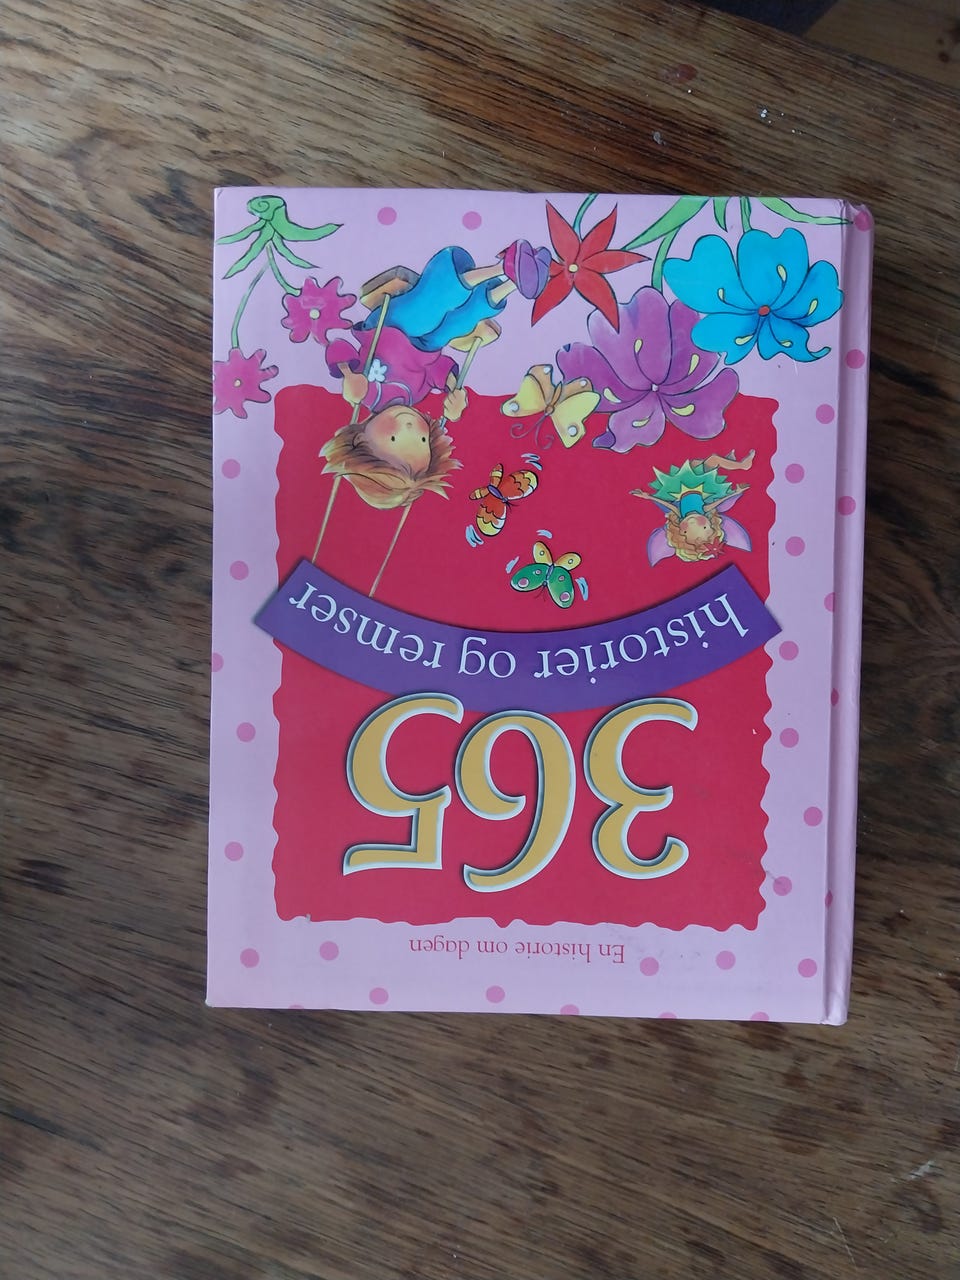 En historie om dagen
365
historier og remser